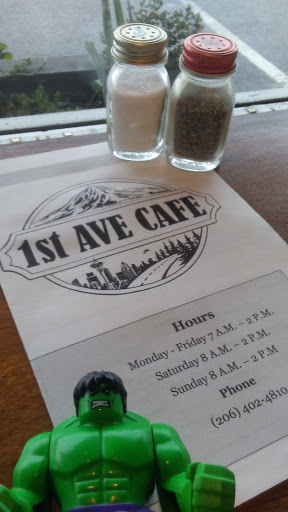 1st AVE CAFE
Hours
Monday - Friday 7 A.M. – 2 P.M.
Saturday 8 A.M. – 2 P.M.
Sunday 8 A.M. – 2 P.M
Phone
(206) 402-4810